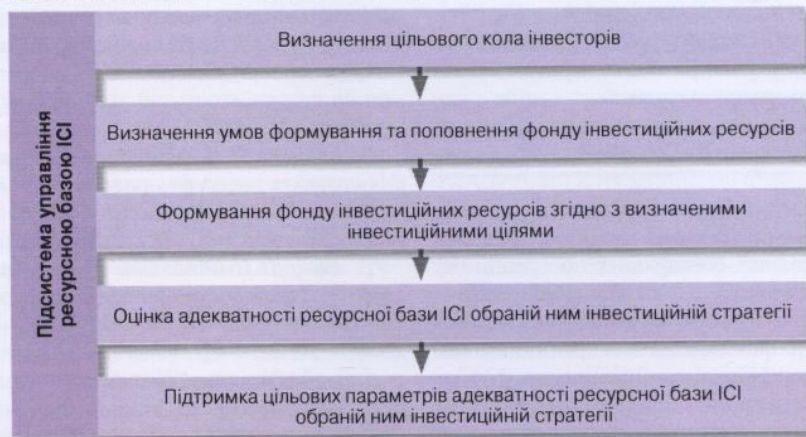 Підсистема управління
ресурсною базою ІСІ
Визначення цільового кола інвесторів
Визначення умов формування та поповнення фонду інвестиційних ресурсів
Формування фонду інвестиційних ресурсів згідно з визначеними
інвестиційними цілями
Оцінка адекватності ресурсної бази ІСІ обраній ним інвестиційній стратегії
Підтримка цільових параметрів адекватності ресурсної бази ІСІ
обраній ним інвестиційній стратегії